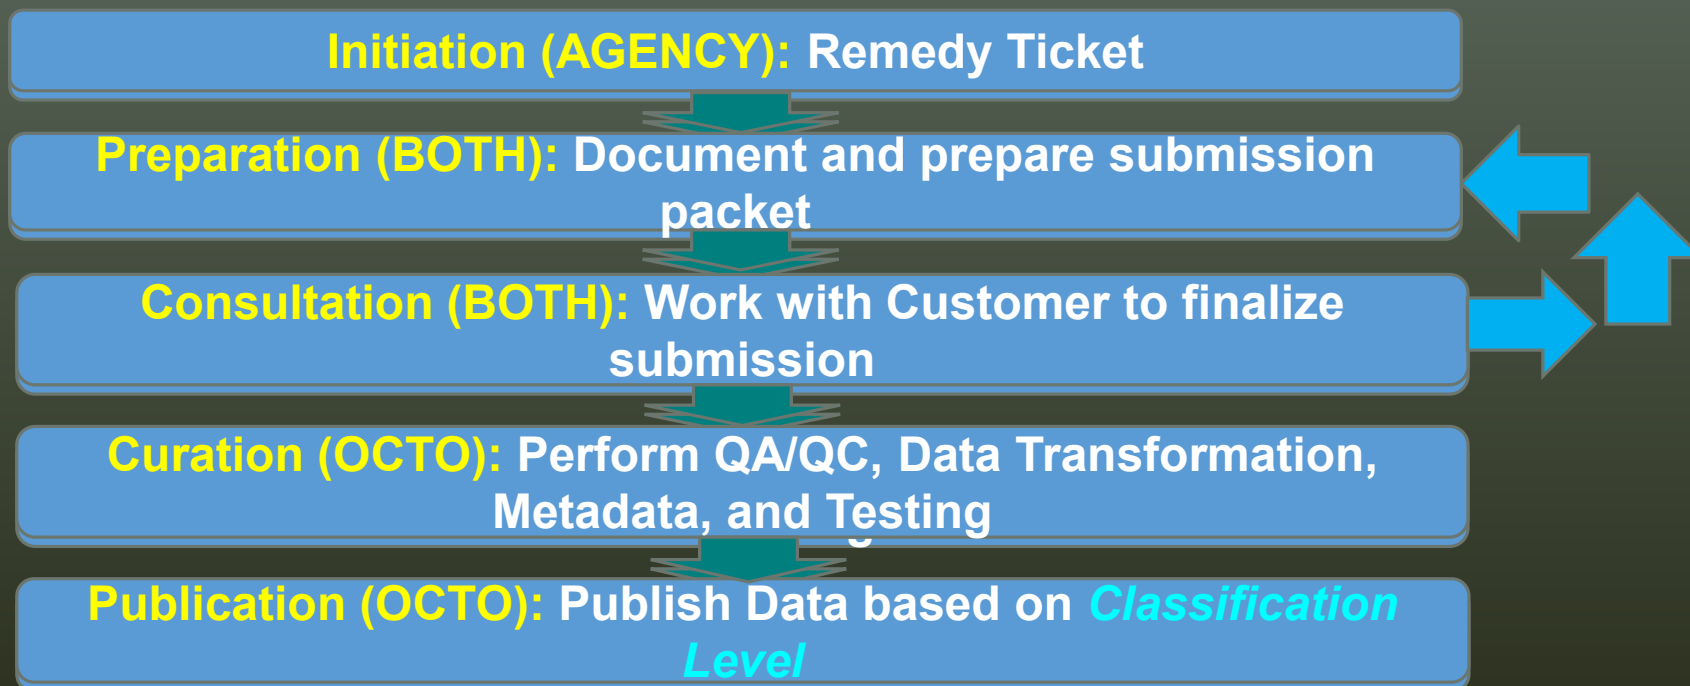 Initiation (AGENCY): Remedy Ticket
Preparation (BOTH): Document and prepare submission
packet
Consultation (BOTH): Work with Customer to finalize
submission
Curation (OCTO): Perform QA/QC, Data Transformation,
Metadata, and Testing
Publication (OCTO): Publish Data based on Classification
Level